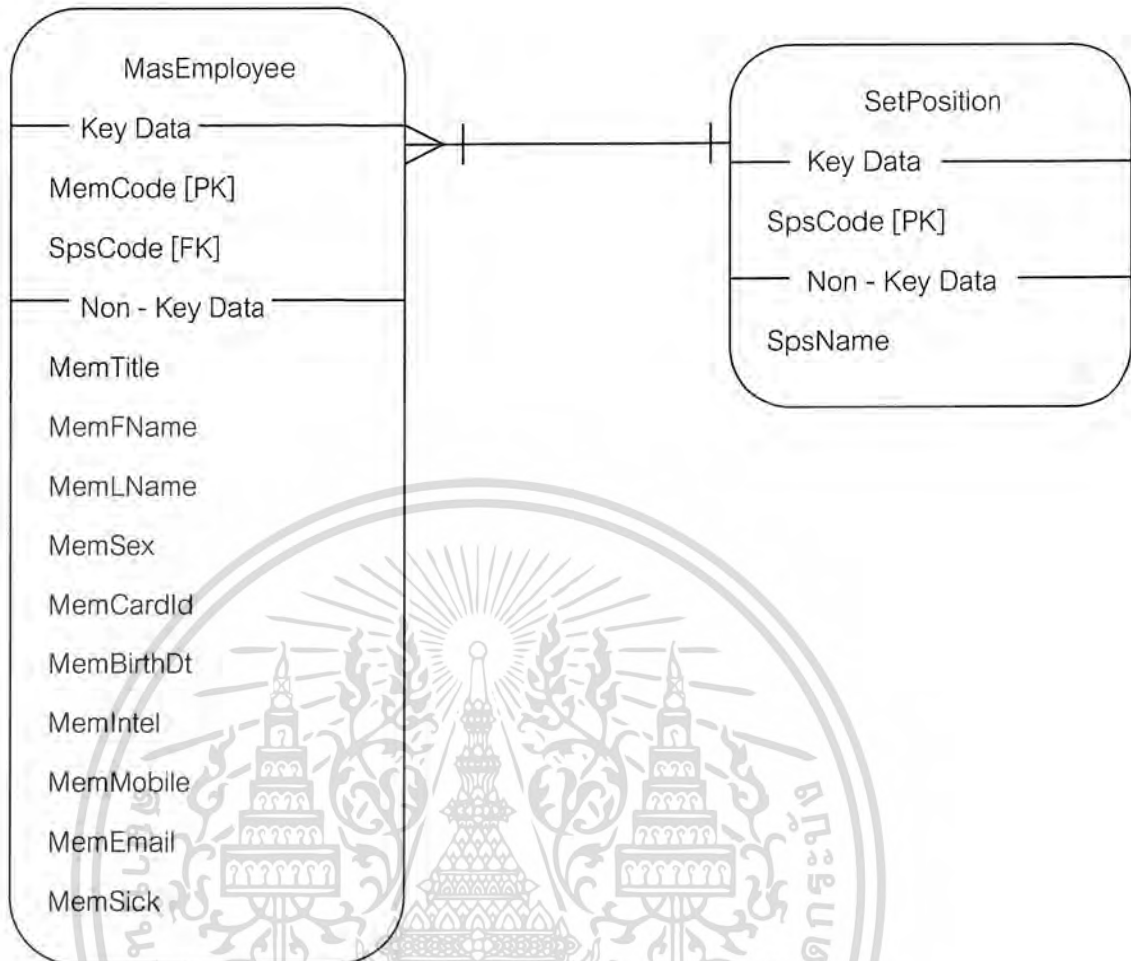 MasEmployee
Key Data
MemCode [PK]
SpsCode [FK]
Non - Key Data
MemTitle
MemFName
MemLName
MemSex
MemCardId
MemBirthDt
MemIntel
MemMobile
MemEmail
MemSick
SetPosition
Key Data
SpsCode [PK]
Non - Key Data
SpsName